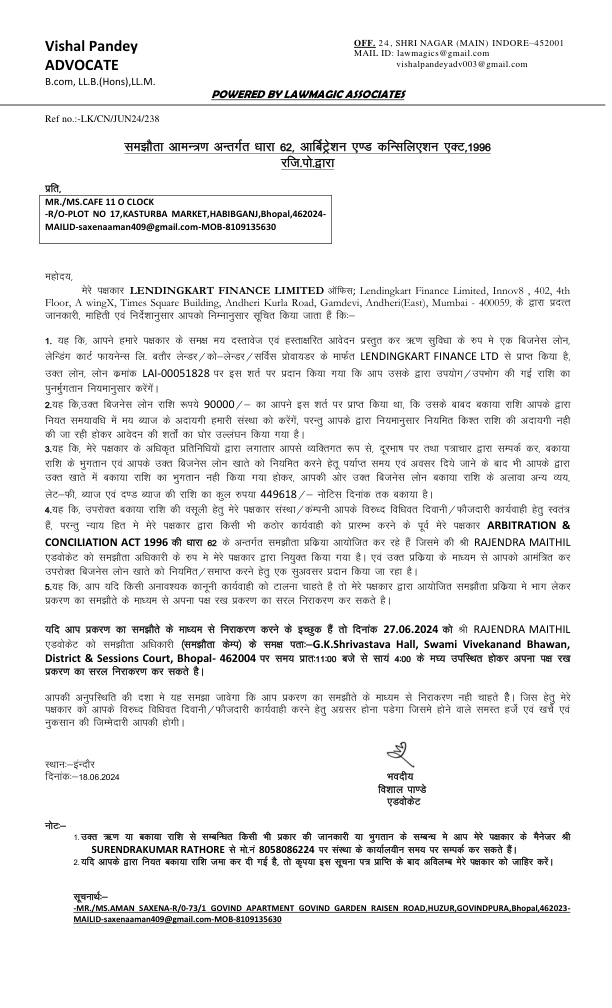 Vishal Pandey
ADVOCATE
B.com, LL.B.(Hons),LL.M.
OFF. 24, SHRI NAGAR (MAIN) INDORE–452001
MAIL ID: lawmagics@gmail.com
vishalpandeyadv003@gmail.com
POWERED BY LAWMAGIC ASSOCIATES
Ref no.:-LK/CN/JUN24/238
समझौता आमन्त्रण अन्तर्गत धारा 62, आर्बिट्रेशन एण्ड कन्सिलिएशन एक्ट,1996
रजि.पो.द्वारा
प्रति,
MR./MS.CAFE 11 O CLOCK
-R/O-PLOT NO 17,KASTURBA MARKET,HABIBGANJ,Bhopal,462024-
MAILID-saxenaaman409@gmail.com-MOB-8109135630
महोदय,
मेरे पक्षकार LENDINGKART FINANCE LIMITED ऑफिस; Lendingkart Finance Limited, Innov8 , 402, 4th
Floor, A wingX, Times Square Building, Andheri Kurla Road, Gamdevi, Andheri(East), Mumbai - 400059, के द्वारा प्रदत्त
जानकारी, माहिती एवं निर्देशानुसार आपको निम्नानुसार सूचित किया जाता हैं कि:–
1. यह कि, आपने हमारे पक्षकार के समक्ष मय दस्तावेज एवं हस्ताक्षरित आवेदन प्रस्तुत कर ऋण सुविधा के रुप मे एक बिजनेस लोन,
लेन्डिंग कार्ट फायनेन्स लि. बतौर लेन्डर/को–लेन्डर/सर्विस प्रोवायडर के मार्फत LENDINGKART FINANCE LTD से प्राप्त किया है,
उक्त लोन, लोन क्रमांक LAI-00051828 पर इस शर्त पर प्रदान किया गया कि आप उसके द्वारा उपयोग/उपभोग की गई राशि का
पुनर्भुगतान नियमानुसार करेंगें।
2.यह कि,उक्त बिजनेस लोन राशि रूपये 90000/– का आपने इस शर्त पर प्राप्त किया था, कि उसके बादद बकाया राशि आपके द्वारा
नियत समयावधि में मय ब्याज के अदायगी हमारी संस्था को करेंगें, परन्तु आपके द्वारा नियमानुसार नियमित किश्त राशि की अदायगी नही
की जा रही होकर आवेदन की शर्तों का घोर उल्लंघन किया गया है।
3.यह कि, मेरे पक्षकार के अधिकृत प्रतिनिधियों द्वारा लगातार आपसे व्यक्तिगत रूप से, दूरभाष पर तथा पत्राचार द्वारा सम्पर्क कर, बकाया
राशि के भुगतान एवं आपके उक्त बिजनेस लोन खाते को नियमित करने हेतू पर्याप्त समय एवं अवसर दिये जाने के बाद भी आपके द्वारा
उक्त खाते में बकाया राशि का भुगतान नही किया गया होकर, आपकी ओर उक्त बिजनेस लोन बकाया राशि के अलावा अन्य व्यय,
लेट–फी, ब्याज एवं दण्ड ब्याज की राशि का कुल रुपया 449618/– नोटिस दिनांक तक बकाया है।
4.यह कि, उपरोक्त बकाया राशि की वसूली हेतु मेरे पक्षकार संस्था/कंम्पनी आपके विरुध्द विधिवत दिवानी/फौजदारी कार्यवाही हेतु स्वतंत्र
हैं, परन्तु न्याय हित मे मेरे पक्षकार द्वारा किसी भी कठोर कार्यवाही को प्रारम्भ करने के पूर्व मेरे पक्षकार ARBITRATION &
CONCILIATION ACT 1996 की धारा 62 के अन्तर्गत समझौता प्रक्रिया आयोजित कर रहे हैं जिसमे की श्री RAJENDRA MAITHIL
एडवोकेट को समझौता अधिकारी के रुप मे मेरे पक्षकार द्वारा नियुक्त किया गया है। एवं उक्त प्रक्रिया के माध्यम से आपको आमंत्रित कर
उपरोक्त बिजनेस लोन खाते को नियमित/समाप्त करने हेतु एक सुअवसर प्रदान किया जा रहा है।
5.यह कि, आप यदि किसी अनावश्यक कानूनी कार्यवाही को टालना चाहते है तो मेरे पक्षकार द्वारा आयोजित समझौता प्रक्रिया मे भाग लेकर
प्रकरण का समझौते के माध्यम से अपना पक्ष रख प्रकरण का सरल निराकरण कर सकते है।
यदि आप प्रकरण का समझौते के माध्यम से निराकरण करने के इच्छुक हैं तो दिनांक 27.06.2024 को श्री RAJENDRA MAITHIL
एडवोकेट को समझौता अधिकारी (समझौता केम्प) के समक्ष पता:–G.K.Shrivastava Hall, Swami Vivekanand Bhawan,
District & Sessions Court, Bhopal- 462004 पर समय प्रात:11:00 बजे से सायं 4:00 के मघ्य उपस्थित होकर अपना पक्ष रख
प्रकरण का सरल निराकरण कर सकते है।
आपकी अनुपस्थिति की दशा मे यह समझा जावेगा कि आप प्रकरण का समझौते के माध्यम से निराकरण नही चाहते है। जिस हेतु मेरे
पक्षकार को आपके विरुध्द विधिवत दिवानी/फौजदारी कार्यवाही करने हेतु अग्रसर होना पडेगा जिसमे होने वाले समस्त हर्जे एवं खर्चे एवं
नुकसान की जिम्मेदारी आपकी होगी।
स्थान:–इंन्दौर
दिनांक:–18.06.2024
भवदीय
विशाल पाण्डे
एडवोकेट
नोट:–
1.उक्त ऋण या बकाया राशि से सम्बन्धित किसी भी प्रकार की जानकारी या भुगतान के सम्बन्ध मे आप मेरे पक्षकार के मैनेजर श्री
SURENDRAKUMAR RATHORE से मो.नं 8058086224 पर संस्था के कार्यालयीन समय पर सम्पर्क कर सकते हैं।
2.यदि आपके द्वारा नियत बकाया राशि जमा कर दी गई है, तो कृपया इस सूचना पत्र प्राप्ति के बाद अविलम्ब मेरे पक्षकार को जाहिर करें।
सूचनार्थ:–
-MR./MS.AMAN SAXENA-R/0-73/1 GOVIND APARTMENT GOVIND GARDEN RAISEN ROAD,HUZUR,GOVINDPURA,Bhopal,462023-
MAILID-saxenaaman409@gmail.com-MOB-8109135630